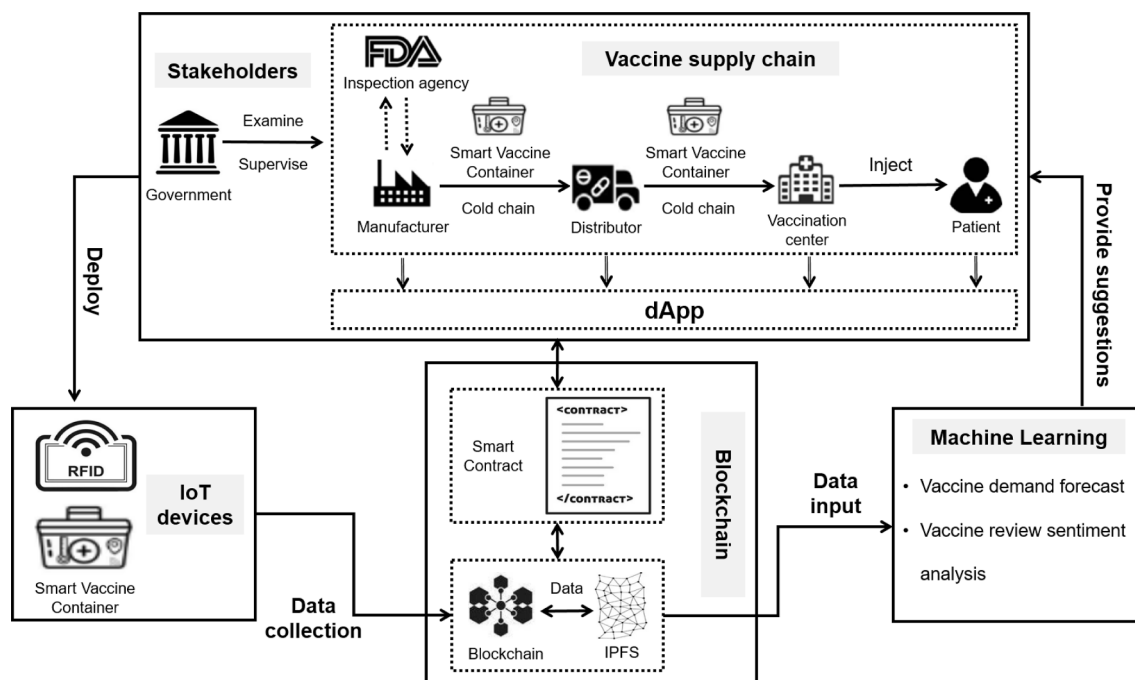 Stakeholders
Government
Examine
Supervise
Vaccine supply chain
FDA
Inspection agency
Manufacturer
Smart Vaccine
Container
Cold chain
Distributor
Smart Vaccine
Container
Cold chain
Vaccination
center
Inject
Patient
dApp
Deploy
Provide suggestions
RFID
IoT
devices
Smart Vaccine
Container
Data
collection
Smart
Contract
<CONTRACT>
</CONTRACT>
Blockchain
Data
Blockchain
IPFS
Data
input
Machine Learning
• Vaccine demand forecast
• Vaccine review sentiment
analysis